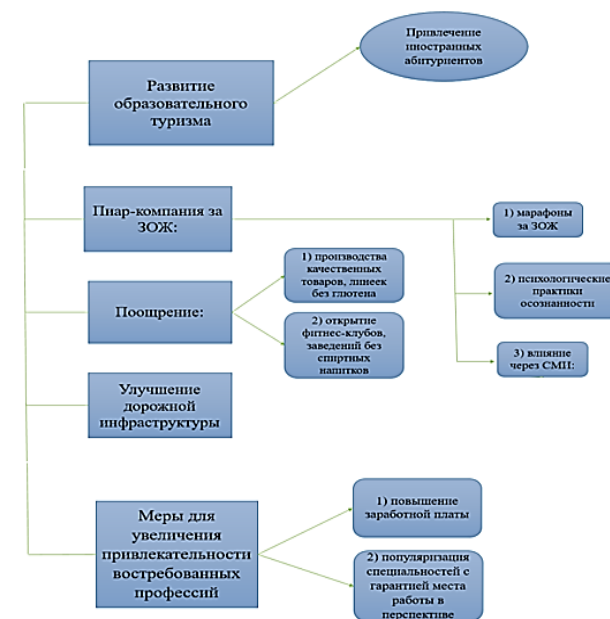 Привлечение
иностранных
абитуриентов
Развитие
образовательного
туризма
Пиар-компания за
ЗОЖ:
1) марафоны
за ЗОЖ
1) производства
качественных
товаров, линеек
без глютена
2) психологические
практики
осознанности
Поощрение:
2) открытие
фитнес-клубов,
заведений без
спиртных
напитков
3) влияние
через СМИ:
Улучшение
дорожной
инфраструктуры
Меры для
увеличения
привлекательности
востребованных
профессий
1) повышение
заработной платы
2) популяризация
специальностей с
гарантией места
работы в
перспективе